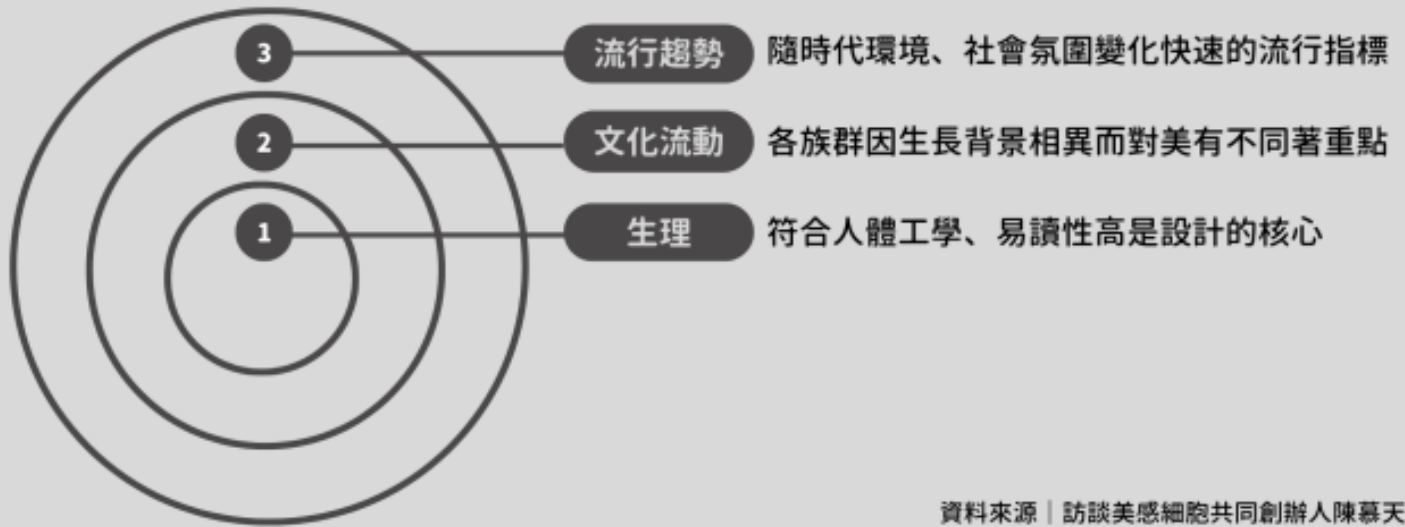 3 流行趨勢 隨時代環境、社會氛圍變化快速的流行指標
2 文化流動 各族群因生長背景相異而對美有不同著重點
1 生理 符合人體工學、易讀性高是設計的核心
資料來源｜訪談美感細胞共同創辦人陳慕天